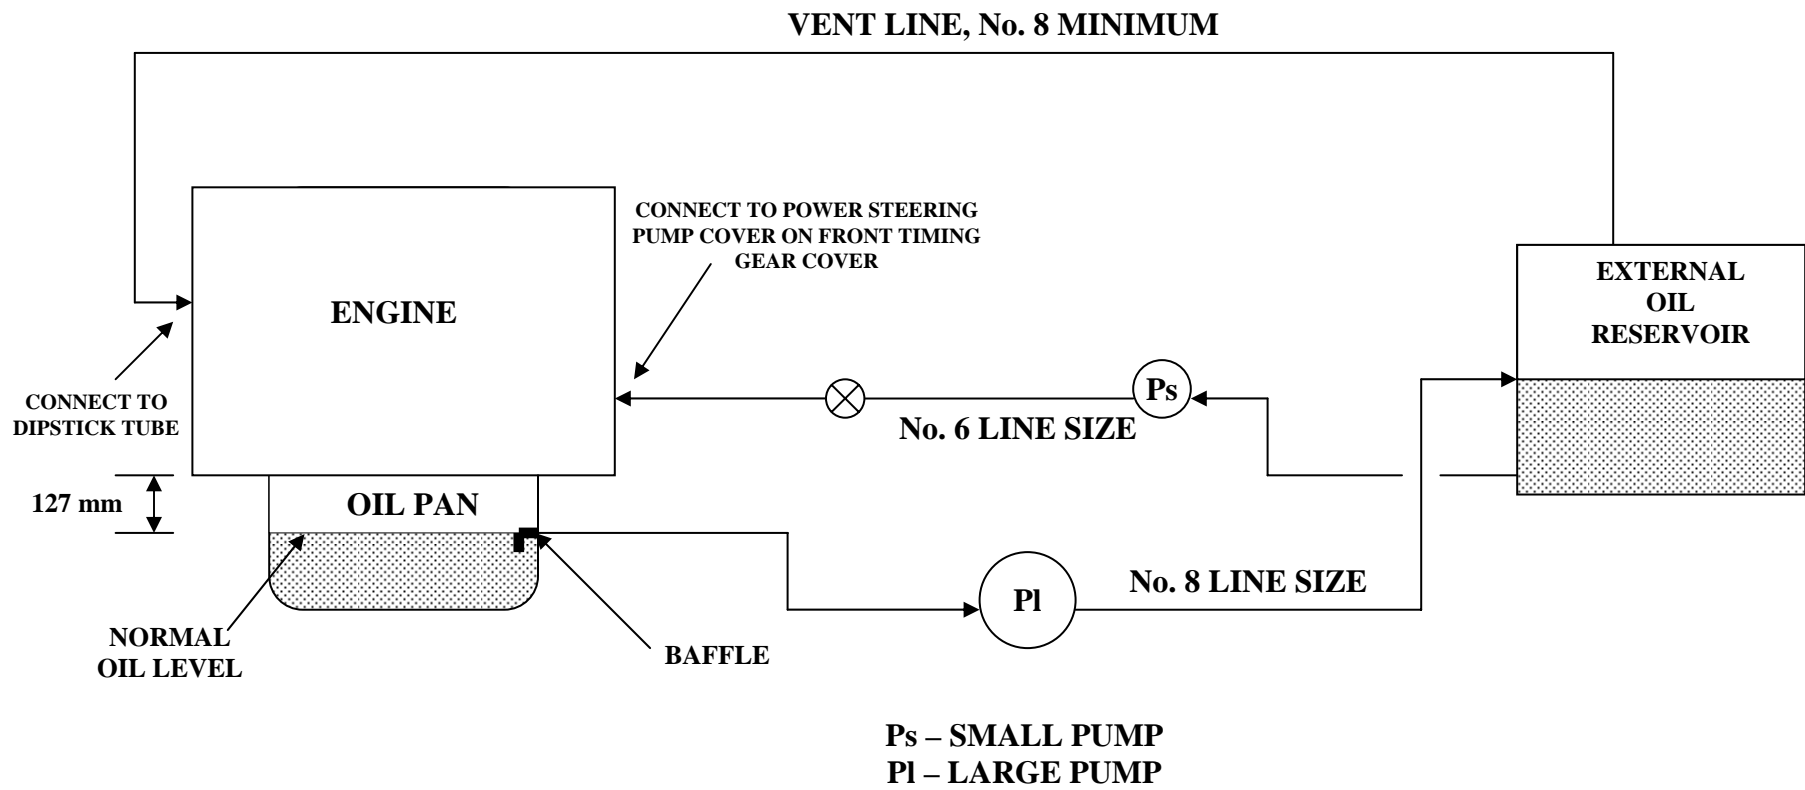 VENT LINE, No. 8 MINIMUM
CONNECT TO POWER STEERING
PUMP COVER ON FRONT TIMING
GEAR COVER
ENGINE
EXTERNAL
OIL
RESERVOIR
CONNECT TO
DIPSTICK TUBE
Ps
No. 6 LINE SIZE
127 mm
OIL PAN
Pl
No. 8 LINE SIZE
NORMAL
OIL LEVEL
BAFFLE
Ps – SMALL PUMP
Pl – LARGE PUMP